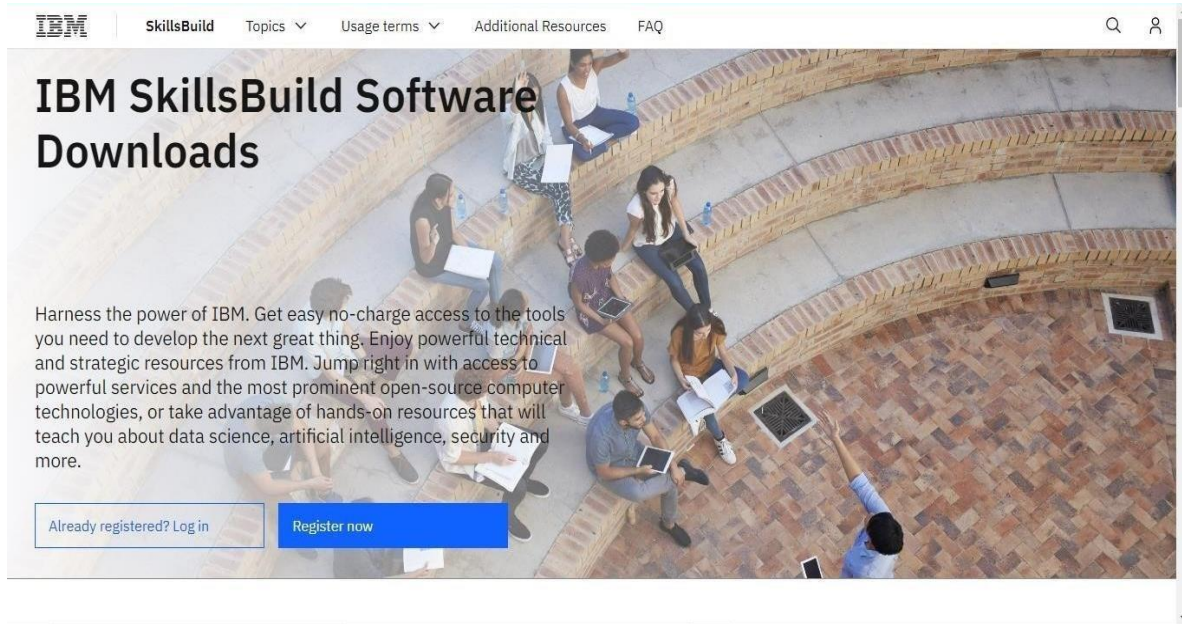 IBM
SkillsBuild
Topics
Usage terms
Additional Resources
FAQ
IBM SkillsBuild Software
Downloads
Harness the power of IBM. Get easy no-charge access to the tools
you need to develop the next great thing. Enjoy powerful technical
and strategic resources from IBM. Jump right in with access to
powerful services and the most prominent open-source computer
technologies, or take advantage of hands-on resources that will
teach you about data science, artificial intelligence, security and
more.
Already registered? Log in
Register now